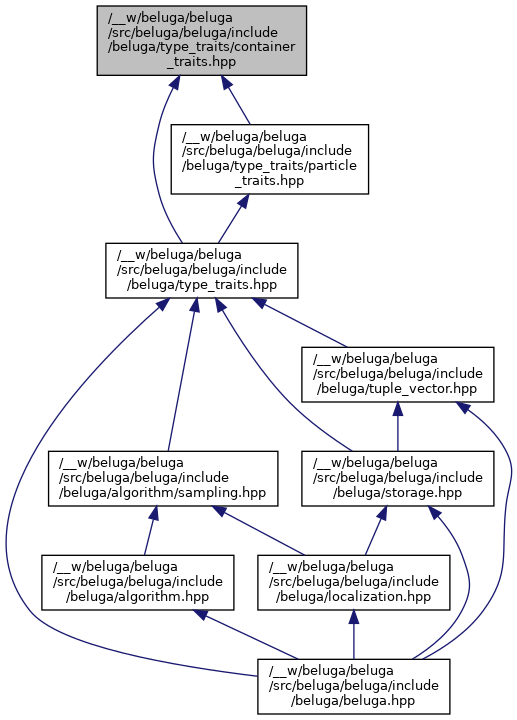 /__w/beluga/beluga
/src/beluga/beluga/include
/beluga/type_traits/container
_traits.hpp
/__w/beluga/beluga
/src/beluga/beluga/include
/beluga/type_traits/particle
_traits.hpp
/__w/beluga/beluga
/src/beluga/beluga/include
/beluga/type_traits.hpp
/__w/beluga/beluga
/src/beluga/beluga/include
/beluga/tuple_vector.hpp
/__w/beluga/beluga
/src/beluga/beluga/include
/beluga/algorithm/sampling.hpp
/__w/beluga/beluga
/src/beluga/beluga/include
/beluga/storage.hpp
/__w/beluga/beluga
/src/beluga/beluga/include
/beluga/algorithm.hpp
/__w/beluga/beluga
/src/beluga/beluga/include
/beluga/localization.hpp
/__w/beluga/beluga
/src/beluga/beluga/include
/beluga/beluga.hpp